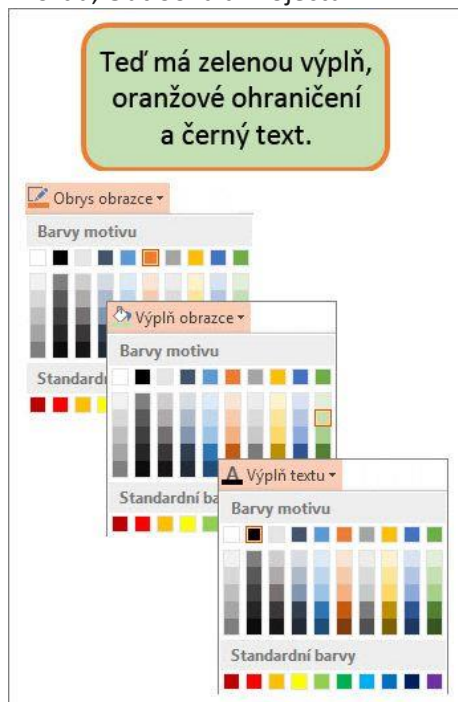 Teď má zelenou výplň,
oranžové ohraničení
a černý text.
Obrys obrazce
Barvy motivu
Výplň obrazce
Barvy motivu
Standardní ba
A Výplň textu
Barvy motivu
Standardní barvy